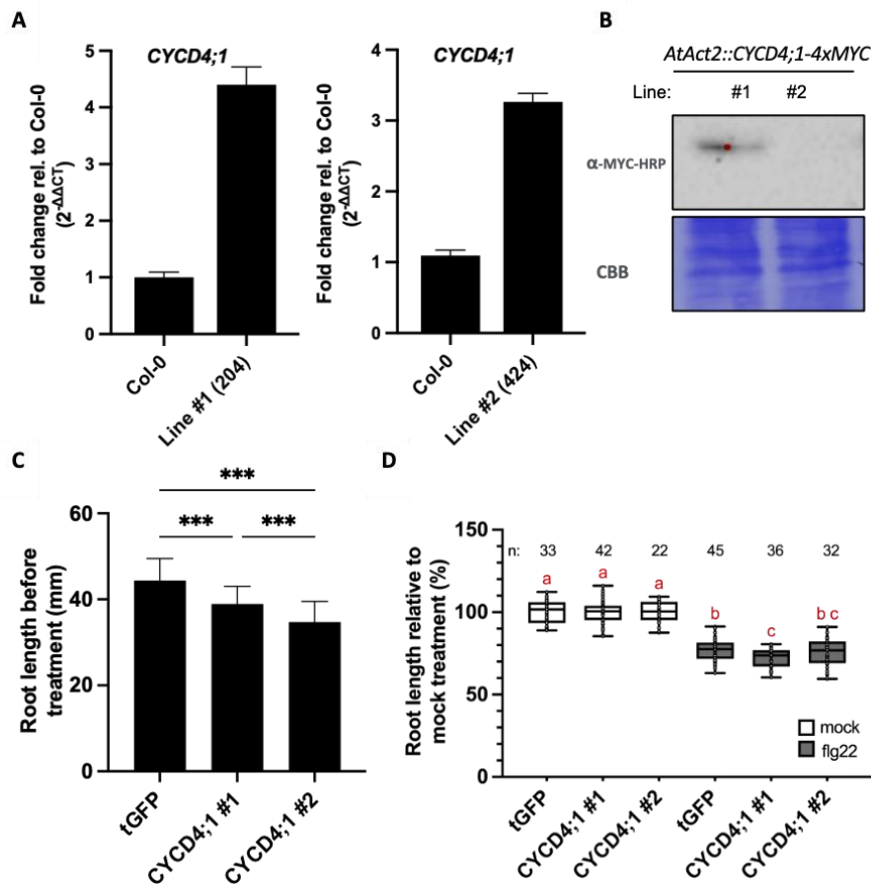 A
CYCD4;1
Fold change rel. to Col-0
(2-ΔΔCT)
5
4
3
2
1
0
Col-0
Line #1 (204)
CYCD4;1
Fold change rel. to Col-0
(2-ΔΔCT)
4
3
2
1
0
Col-0
Line #2 (424)
B
AtAct2::CYCD4;1-4xMYC
Line: #1 #2
α-MYC-HRP
CBB
C
***
*** ***
Root length before
treatment (mm)
60
40
20
0
tGFP
CYCD4;1 #1
CYCD4;1 #2
D
Root length relative to
mock treatment (%)
150
100
50
0
n: 33 42 22 45 36 32
a a a b c b c
mock
flg22
tGFP
CYCD4;1 #1
CYCD4;1 #2
tGFP
CYCD4;1 #1
CYCD4;1 #2